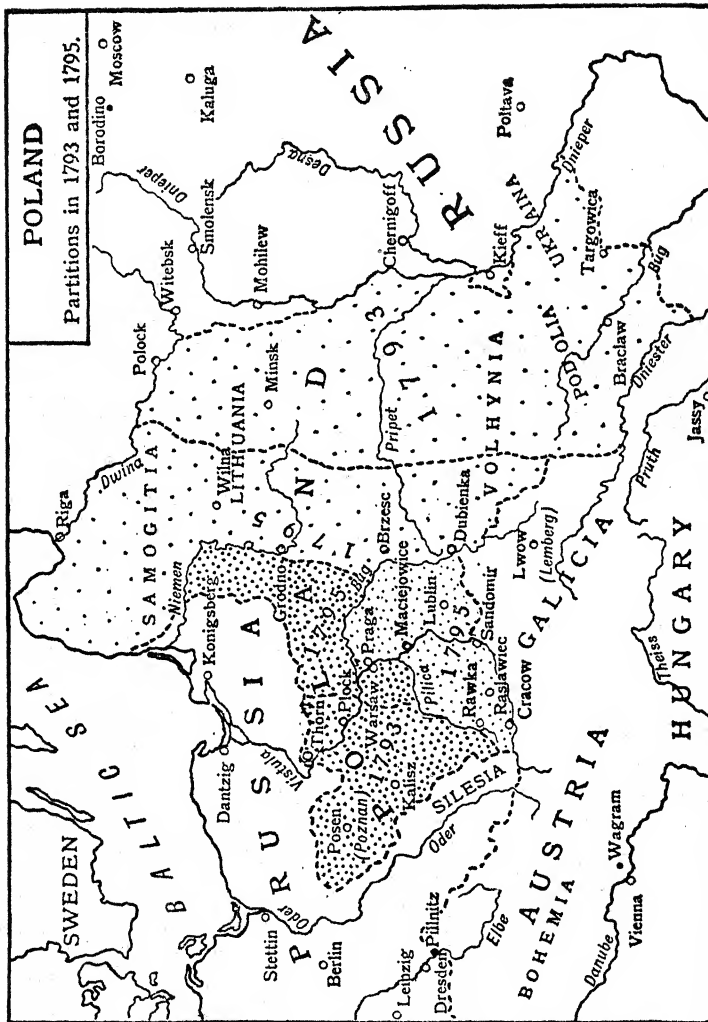 POLAND
Partitions in 1793 and 1795.
SWEDEN
BALTIC SEA
Riga
Dwina
Polock
Witebsk
Dnieper
Borodino
Moscow
Smolensk
Kaluga
SAMOGITIA
Niemen
Wilna
LITHUANIA
Minsk
Mohilew
Desna
RUSSIA
Konigsberg
Dantzig
Stettin
PRUSSIA
Grodno
POLAND
1795
1795
1793
Vistula
Thorn
Plock
Praga
Warsaw
Bug
Brzesc
Pripet
Chernigoff
Oder
Berlin
Posen
(Poznan)
1793
Kalisz
Pilica
Maciejowice
Lublin
1795
Dubienka
VOLHYNIA
Kieff
UKRAINA
Poltava
Dnieper
Leipzig
Dresden
Pillnitz
Elbe
Oder
SILESIA
Rawka
Raslawiec
Sandomir
Cracow
GALICIA
Lwow
(Lemberg)
PODOLIA
Targowica
Braclaw
Bug
Dniester
AUSTRIA
BOHEMIA
Danube
Wagram
Vienna
HUNGARY
Theiss
Pruth
Jassy